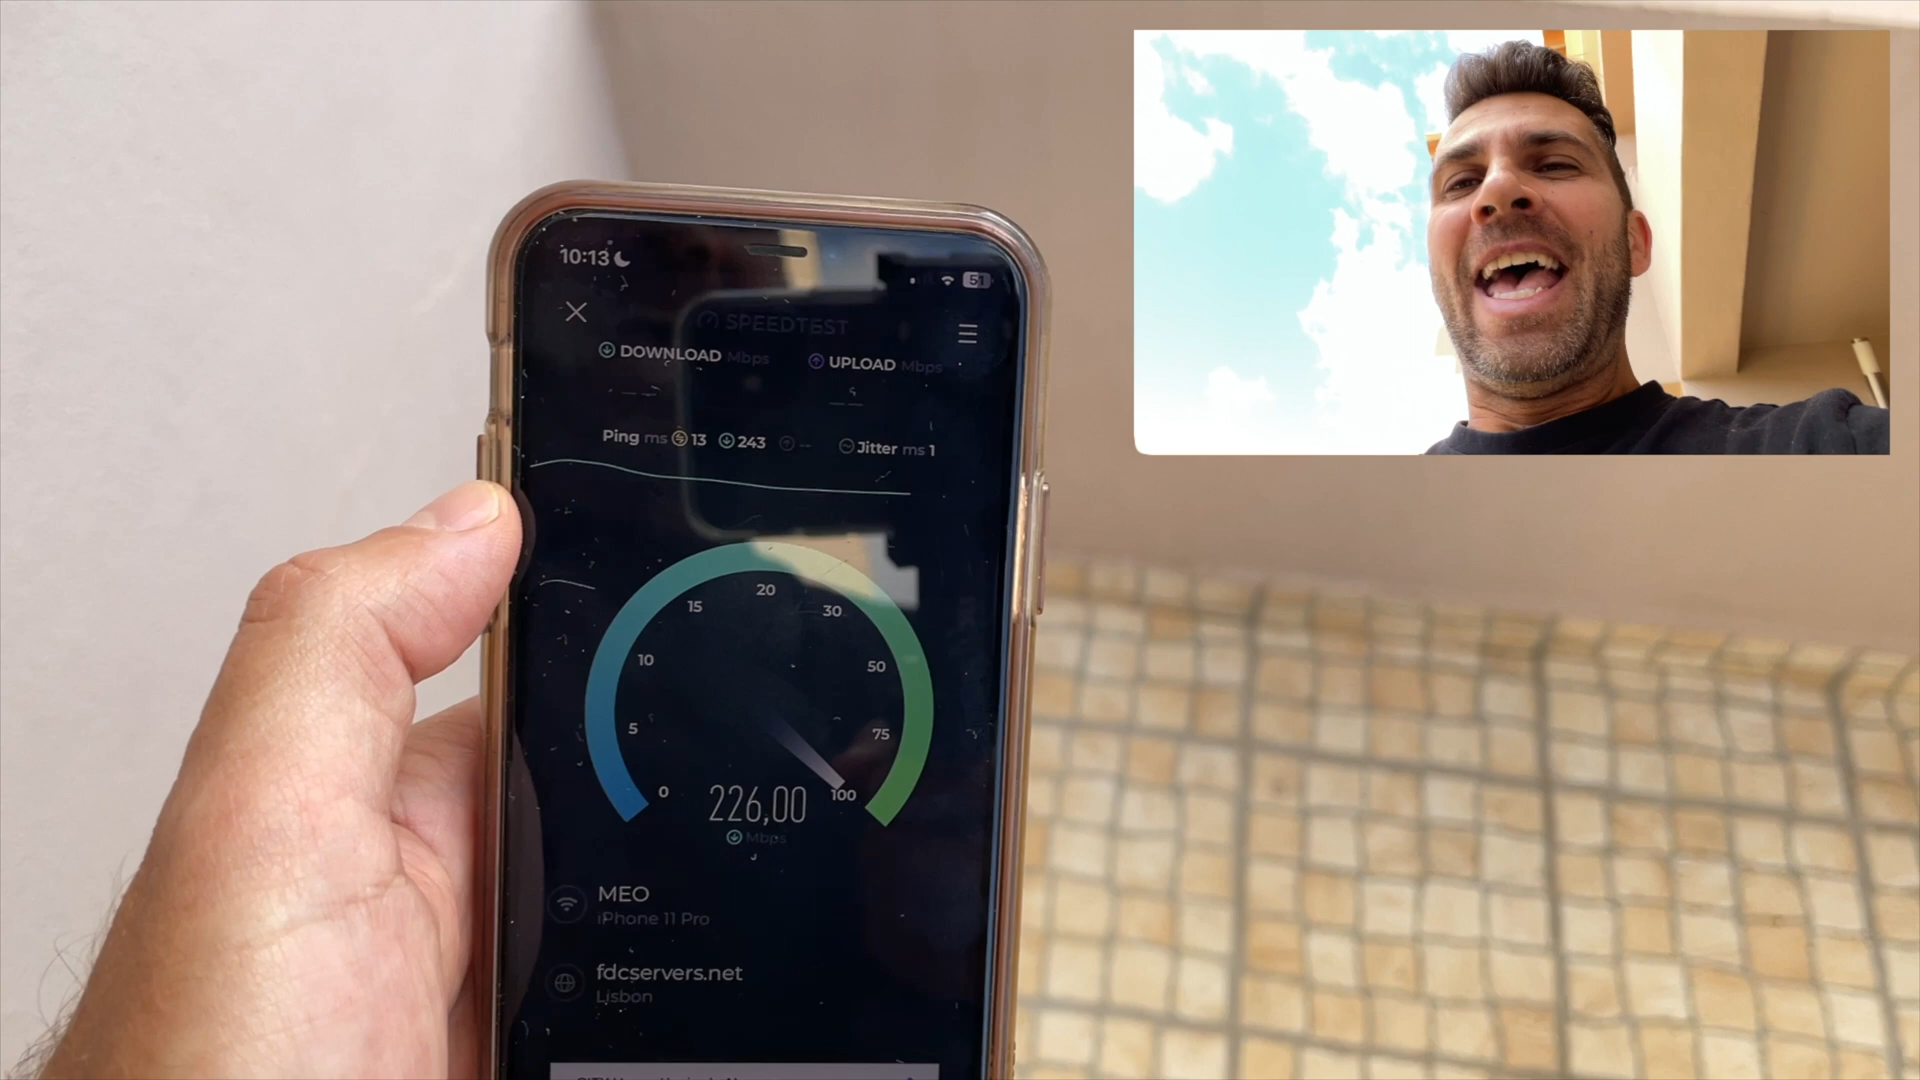 10:13
51
SPEEDTEST
DOWNLOAD Mbps UPLOAD Mbps
Ping ms 13 243 -- Jitter ms 1
20
15 30
10 50
5 75
0 226,00 100
Mbps
MEO
iPhone 11 Pro
fdcservers.net
Lisbon